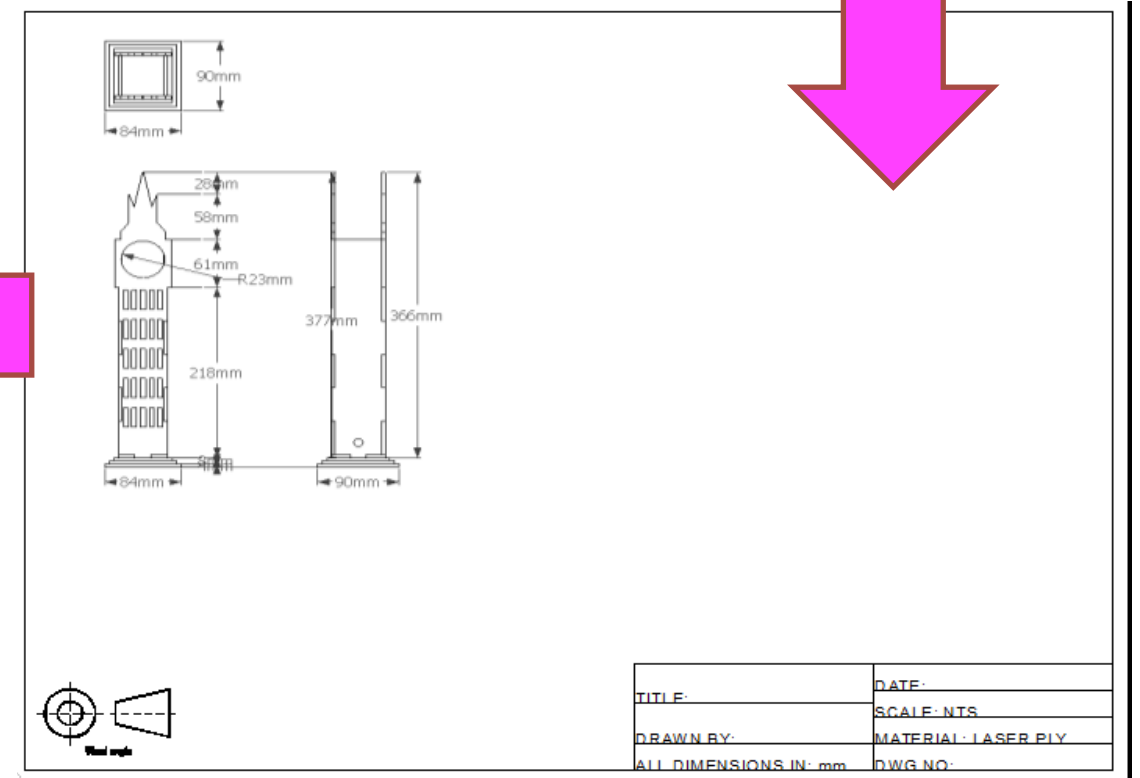 90mm
84mm
28mm
58mm
61mm
R23mm
377mm
366mm
218mm
84mm
90mm
angle
TITLE:
DATE:
SCALE: NTS
DRAWN BY:
MATERIAL: LASER PLY
ALL DIMENSIONS IN: mm
DWG NO: